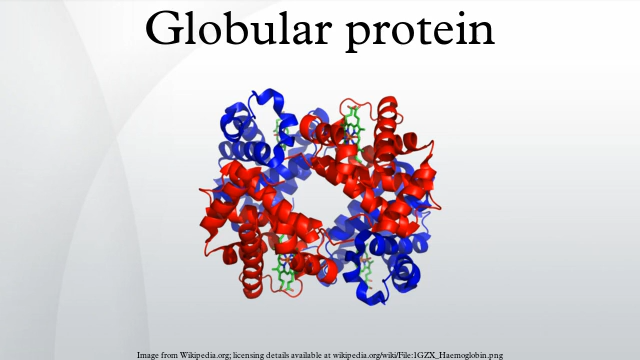 Globular protein
Image from Wikipedia.org; licensing details available at wikipedia.org/wiki/File:1GZX_Haemoglobin.png